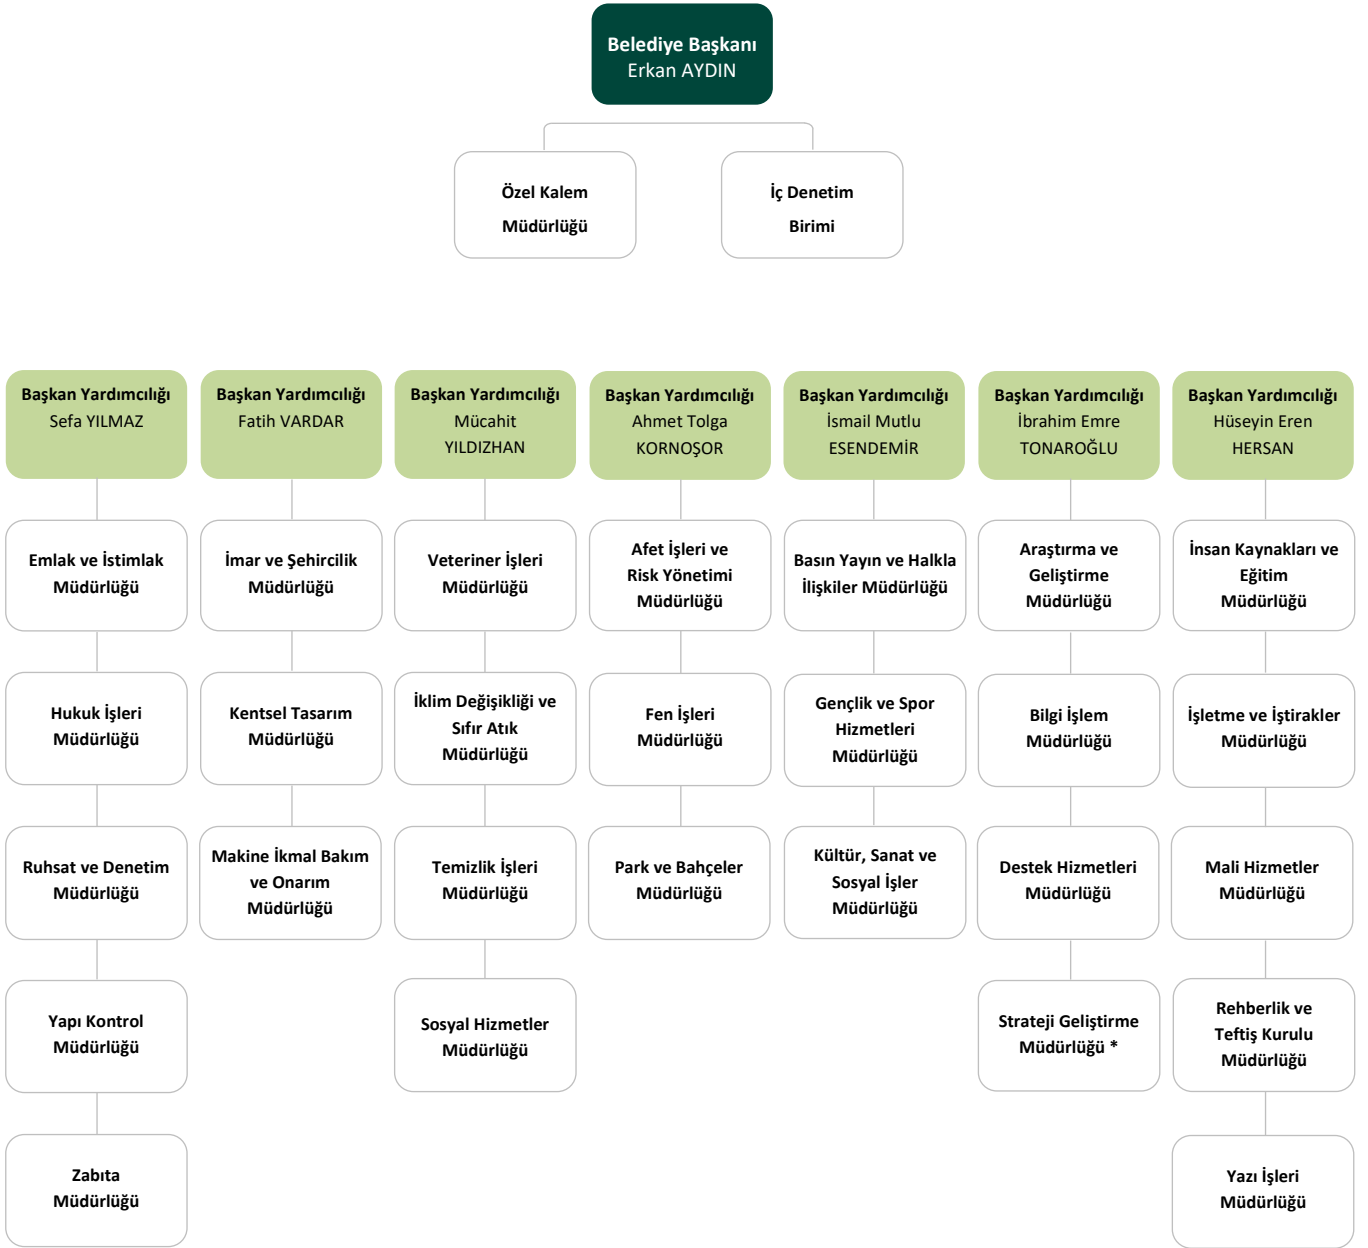 Belediye Başkanı
Erkan AYDIN
Özel Kalem
Müdürlüğü
İç Denetim
Birimi
Başkan Yardımcılığı
Sefa YILMAZ
Başkan Yardımcılığı
Fatih VARDAR
Başkan Yardımcılığı
Mücahit
YILDIZHAN
Başkan Yardımcılığı
Ahmet Tolga
KORNOŞOR
Başkan Yardımcılığı
İsmail Mutlu
ESENDEMİR
Başkan Yardımcılığı
İbrahim Emre
TONAROĞLU
Başkan Yardımcılığı
Hüseyin Eren
HERSAN
Emlak ve İstimlak
Müdürlüğü
İmar ve Şehircilik
Müdürlüğü
Veteriner İşleri
Müdürlüğü
Afet İşleri ve
Risk Yönetimi
Müdürlüğü
Basın Yayın ve Halkla
İlişkiler Müdürlüğü
Araştırma ve
Geliştirme
Müdürlüğü
İnsan Kaynakları ve
Eğitim
Müdürlüğü
Hukuk İşleri
Müdürlüğü
Kentsel Tasarım
Müdürlüğü
İklim Değişikliği ve
Sıfır Atık
Müdürlüğü
Fen İşleri
Müdürlüğü
Gençlik ve Spor
Hizmetleri
Müdürlüğü
Bilgi İşlem
Müdürlüğü
İşletme ve İştirakler
Müdürlüğü
Ruhsat ve Denetim
Müdürlüğü
Makine İkmal Bakım
ve Onarım
Müdürlüğü
Temizlik İşleri
Müdürlüğü
Park ve Bahçeler
Müdürlüğü
Kültür, Sanat ve
Sosyal İşler
Müdürlüğü
Destek Hizmetleri
Müdürlüğü
Mali Hizmetler
Müdürlüğü
Yapı Kontrol
Müdürlüğü
Sosyal Hizmetler
Müdürlüğü
Strateji Geliştirme
Müdürlüğü *
Rehberlik ve
Teftiş Kurulu
Müdürlüğü
Zabıta
Müdürlüğü
Yazı İşleri
Müdürlüğü